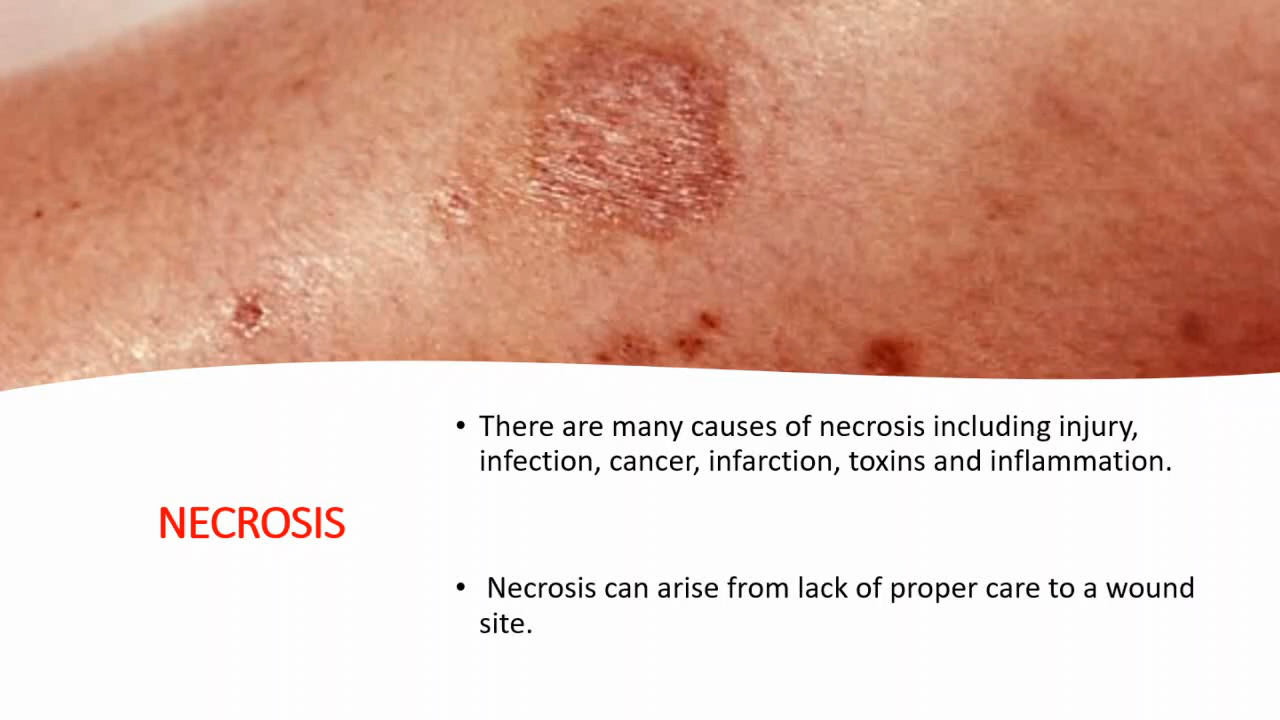 • There are many causes of necrosis including injury,
infection, cancer, infarction, toxins and inflammation.
NECROSIS
• Necrosis can arise from lack of proper care to a wound
site.